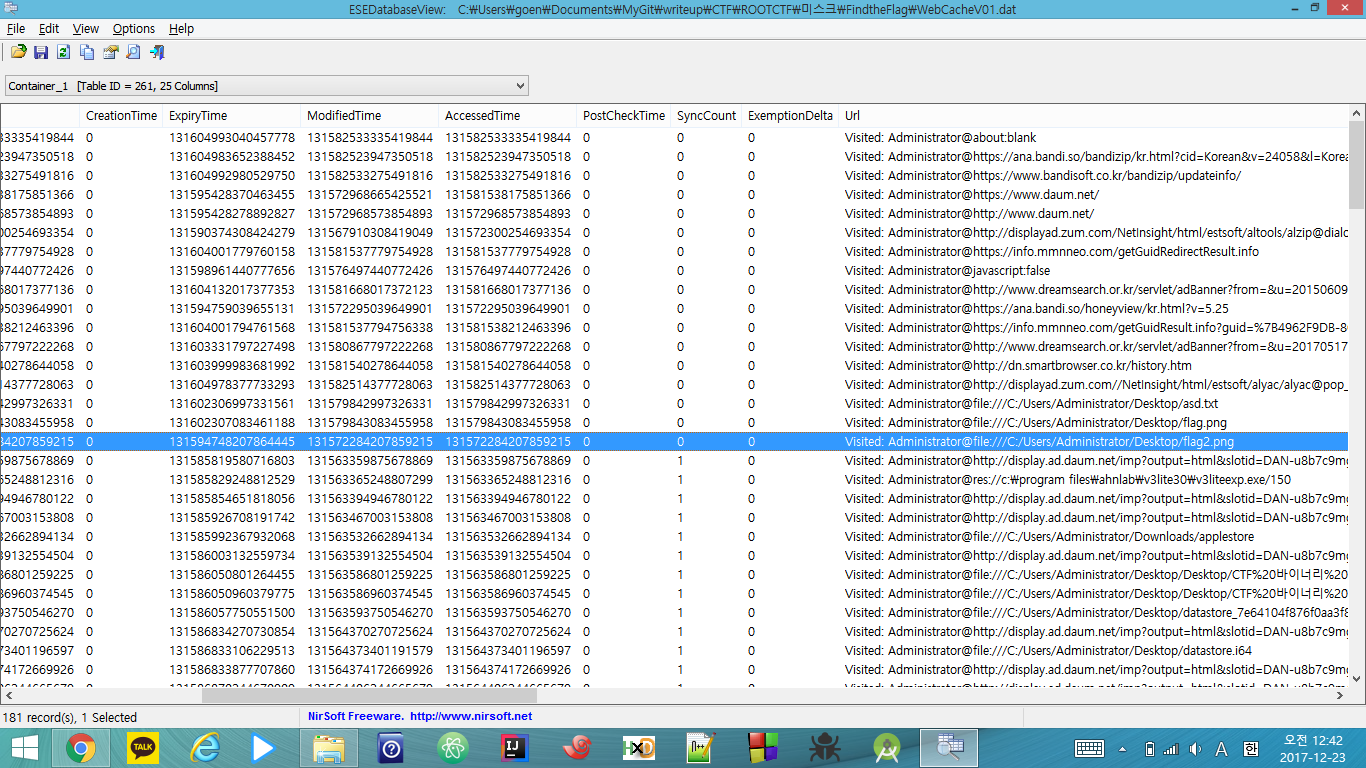 ESEDatabaseView:    C:₩Users₩goen₩Documents₩MyGit₩writeup₩CTF₩ROOTCTF₩미스크₩FindtheFlag₩WebCacheV01.dat
File Edit View Options Help
Container_1   [Table ID = 261, 25 Columns]
CreationTime ExpiryTime ModifiedTime AccessedTime PostCheckTime SyncCount ExemptionDelta Url
33335419844 0 131604993040457778 131582533335419844 131582533335419844 0 0 0 Visited: Administrator@about:blank
23947350518 0 131604983652388452 131582523947350518 131582523947350518 0 0 0 Visited: Administrator@https://ana.bandi.so/bandizip/kr.html?cid=Korean&v=24058&l=Korea
33275491816 0 131604992980529750 131582533275491816 131582533275491816 0 0 0 Visited: Administrator@https://www.bandisoft.co.kr/bandizip/updateinfo/
38175851366 0 131595428370463455 131572968665425521 131581538175851366 0 0 0 Visited: Administrator@https://www.daum.net/
68573854893 0 131595428278892827 131572968573854893 131572968573854893 0 0 0 Visited: Administrator@http://www.daum.net/
00254693354 0 131590374308424279 131567910308419049 131572300254693354 0 0 0 Visited: Administrator@http://displayad.zum.com/NetInsight/html/estsoft/altools/alzip@dialo
37779754928 0 131604001779760158 131581537779754928 131581537779754928 0 0 0 Visited: Administrator@https://info.mmnneo.com/getGuidRedirectResult.info
97440772426 0 131598961440777656 131576497440772426 131576497440772426 0 0 0 Visited: Administrator@javascript:false
68017377136 0 131604132017377353 131581668017372123 131581668017377136 0 0 0 Visited: Administrator@http://www.dreamsearch.or.kr/servlet/adBanner?from=&u=20150609
95039649901 0 131594759039655131 131572295039649901 131572295039649901 0 0 0 Visited: Administrator@https://ana.bandi.so/honeyview/kr.html?v=5.25
38212463396 0 131604001794761568 131581537794756338 131581538212463396 0 0 0 Visited: Administrator@https://info.mmnneo.com/getGuidResult.info?guid=%7B4962F9DB-8
67797222268 0 131603331797227498 131580867797222268 131580867797222268 0 0 0 Visited: Administrator@http://www.dreamsearch.or.kr/servlet/adBanner?from=&u=20170517
40278644058 0 131603999983681992 131581540278644058 131581540278644058 0 0 0 Visited: Administrator@http://dn.smartbrowser.co.kr/history.htm
14377728063 0 131604978377733293 131582514377728063 131582514377728063 0 0 0 Visited: Administrator@http://displayad.zum.com//NetInsight/html/estsoft/alyac/alyac@pop_
42997326331 0 131602306997331561 131579842997326331 131579842997326331 0 0 0 Visited: Administrator@file:///C:/Users/Administrator/Desktop/asd.txt
43083455958 0 131602307083461188 131579843083455958 131579843083455958 0 0 0 Visited: Administrator@file:///C:/Users/Administrator/Desktop/flag.png
84207859215 0 131594748207864445 131572284207859215 131572284207859215 0 0 0 Visited: Administrator@file:///C:/Users/Administrator/Desktop/flag2.png
59875678869 0 131585819580716803 131563359875678869 131563359875678869 0 1 0 Visited: Administrator@http://display.ad.daum.net/imp?output=html&slotid=DAN-u8b7c9mg
65248812316 0 131585829248812529 131563365248807299 131563365248812316 0 1 0 Visited: Administrator@res://c:₩program files₩ahnlab₩v3lite30₩v3liteexp.exe/150
94946780122 0 131585854651818056 131563394946780122 131563394946780122 0 1 0 Visited: Administrator@http://display.ad.daum.net/imp?output=html&slotid=DAN-u8b7c9mg
67003153808 0 131585926708191742 131563467003153808 131563467003153808 0 1 0 Visited: Administrator@http://display.ad.daum.net/imp?output=html&slotid=DAN-u8b7c9mg
32662894134 0 131585992367932068 131563532662894134 131563532662894134 0 1 0 Visited: Administrator@file:///C:/Users/Administrator/Downloads/applestore
39132554504 0 131586003132559734 131563539132554504 131563539132554504 0 1 0 Visited: Administrator@http://display.ad.daum.net/imp?output=html&slotid=DAN-u8b7c9mg
86801259225 0 131586050801264455 131563586801259225 131563586801259225 0 1 0 Visited: Administrator@file:///C:/Users/Administrator/Desktop/Desktop/CTF%20바이너리%20
86960374545 0 131586050960379775 131563586960374545 131563586960374545 0 1 0 Visited: Administrator@file:///C:/Users/Administrator/Desktop/Desktop/CTF%20바이너리%20
93750546270 0 131586057750551500 131563593750546270 131563593750546270 0 1 0 Visited: Administrator@file:///C:/Users/Administrator/Desktop/datastore_7e64104f876f0aa3f8
70270725624 0 131586834270730854 131564370270725624 131564370270725624 0 1 0 Visited: Administrator@http://display.ad.daum.net/imp?output=html&slotid=DAN-u8b7c9mg
73401196597 0 131586833106229513 131564373401191579 131564373401196597 0 1 0 Visited: Administrator@file:///C:/Users/Administrator/Desktop/datastore.i64
74172669926 0 131586833877707860 131564374172669926 131564374172669926 0 1 0 Visited: Administrator@http://display.ad.daum.net/imp?output=html&slotid=DAN-u8b7c9mg
181 record(s), 1 Selected
NirSoft Freeware.  http://www.nirsoft.net
TALK
A 한
오전 12:42
2017-12-23